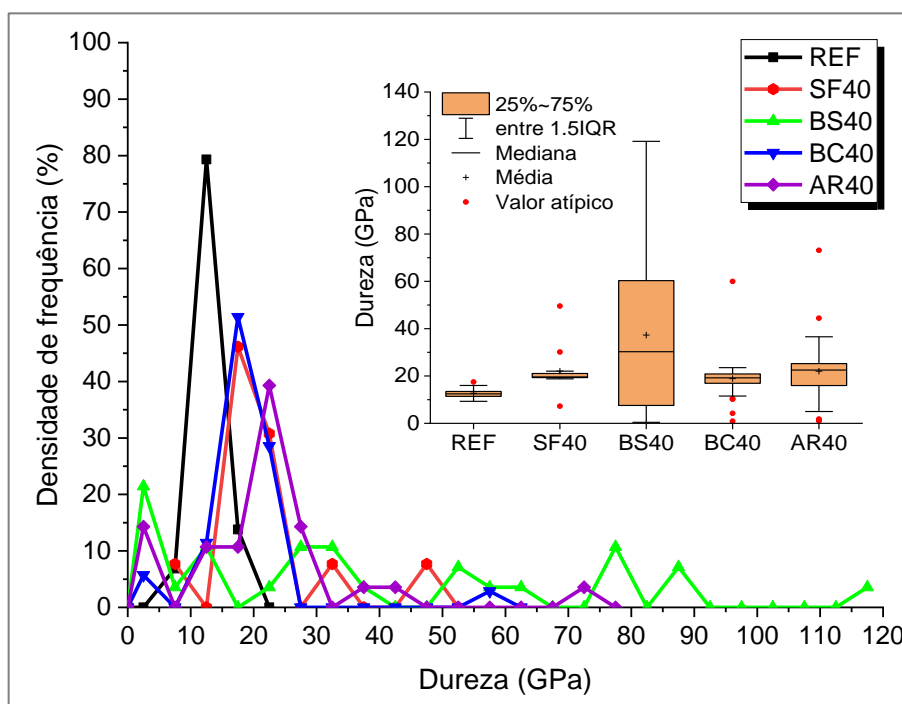 Densidade de frequência (%)
100
90
80
70
60
50
40
30
20
10
0
0 10 20 30 40 50 60 70 80 90 100 110 120
Dureza (GPa)
REF
SF40
BS40
BC40
AR40
Dureza (GPa)
140
120
100
80
60
40
20
0
25%~75%
entre 1.5IQR
Mediana
Média
Valor atípico
REF SF40 BS40 BC40 AR40